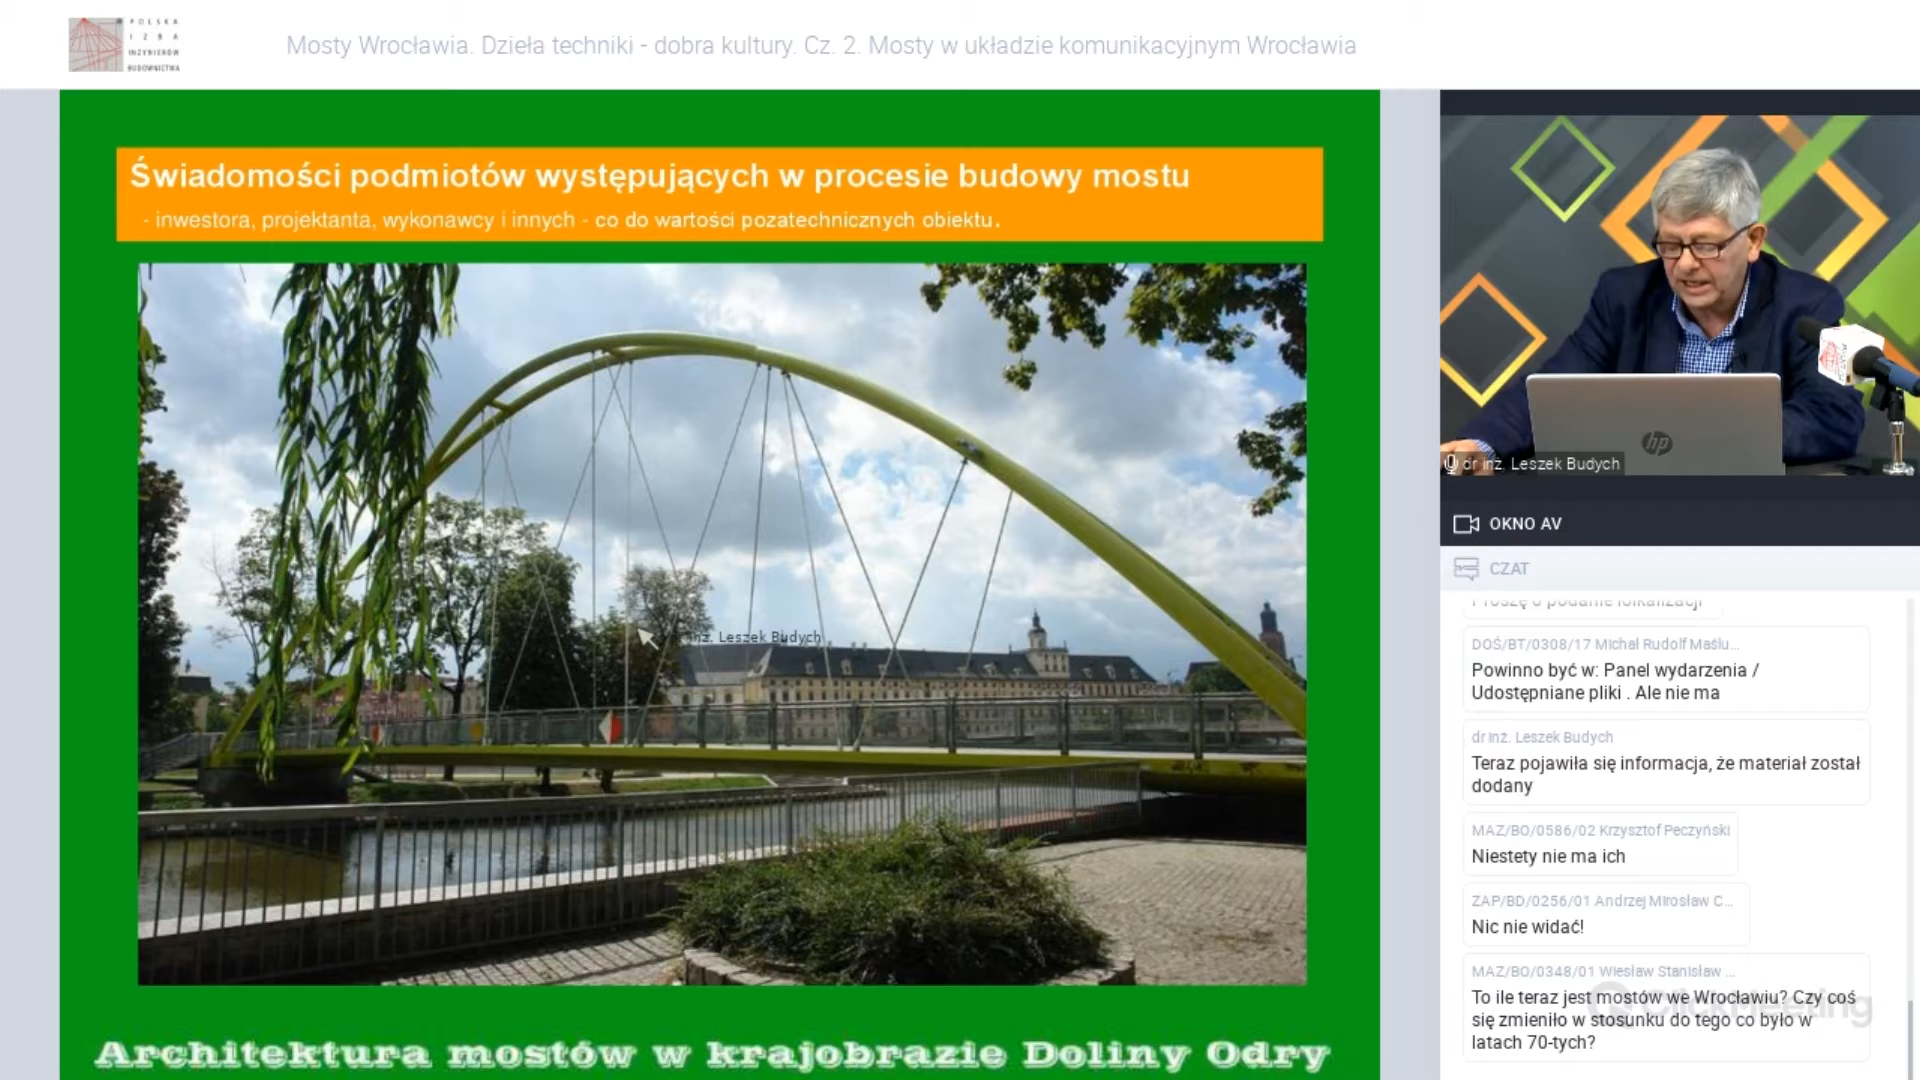 POLSKA
IZBA
INŻYNIERÓW
BUDOWNICTWA
Mosty Wrocławia. Dzieła techniki - dobra kultury. Cz. 2. Mosty w układzie komunikacyjnym Wrocławia
Świadomości podmiotów występujących w procesie budowy mostu
- inwestora, projektanta, wykonawcy i innych - co do wartości pozatechnicznych obiektu.
inż. Leszek Budych
Architektura mostów w krajobrazie Doliny Odry
hp
dr inż. Leszek Budych
OKNO AV
CZAT
Proszę o podanie lolkalizacji
DOŚ/BT/0308/17 Michał Rudolf Maślu...
Powinno być w: Panel wydarzenia /
Udostępniane pliki . Ale nie ma
dr inż. Leszek Budych
Teraz pojawiła się informacja, że materiał został
dodany
MAZ/BO/0586/02 Krzysztof Peczyński
Niestety nie ma ich
ZAP/BD/0256/01 Andrzej Mirosław C...
Nic nie widać!
MAZ/BO/0348/01 Wiesław Stanisław ...
To ile teraz jest mostów we Wrocławiu? Czy coś
się zmieniło w stosunku do tego co było w
latach 70-tych?
ClickMeeting